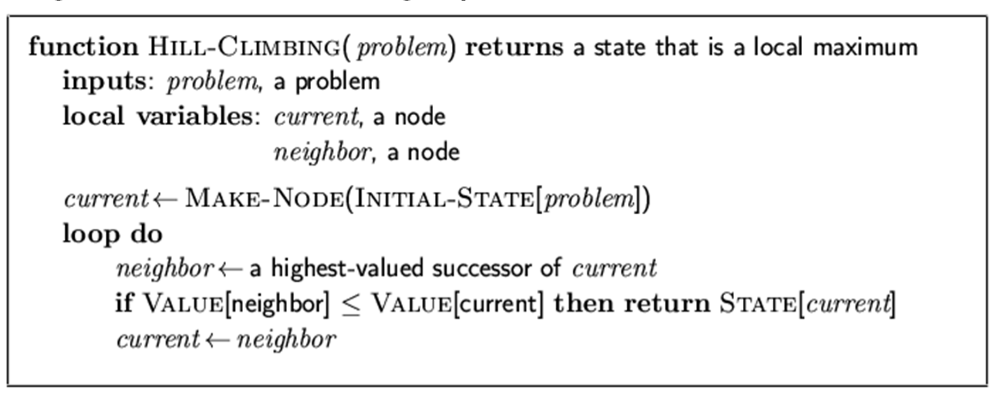 function HILL-CLIMBING( problem) returns a state that is a local maximum
inputs: problem, a problem
local variables: current, a node
neighbor, a node
current ← MAKE-NODE(INITIAL-STATE[problem])
loop do
neighbor ← a highest-valued successor of current
if VALUE[neighbor] ≤ VALUE[current] then return STATE[current]
current ← neighbor